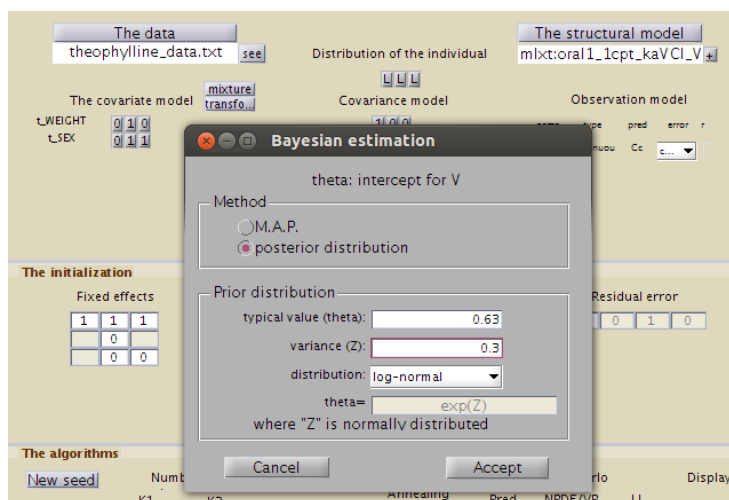 The data
theophylline_data.txt see
The structural model
mlxt:oral1_1cpt_kaVCl_V +
Distribution of the individual
L L L
The covariate model
mixture
transfo...
Covariance model
Observation model
t_WEIGHT 0 1 0
t_SEX 0 1 1
1 0 0
type pred error r
Cc c...
Bayesian estimation
theta: intercept for V
Method
M.A.P.
posterior distribution
The initialization
Fixed effects
1 1 1
0
0 0
Residual error
0 1 0
Prior distribution
typical value (theta): 0.63
variance (Z): 0.3
distribution: log-normal
theta= exp(Z)
where "Z" is normally distributed
Cancel Accept
The algorithms
New seed
Display